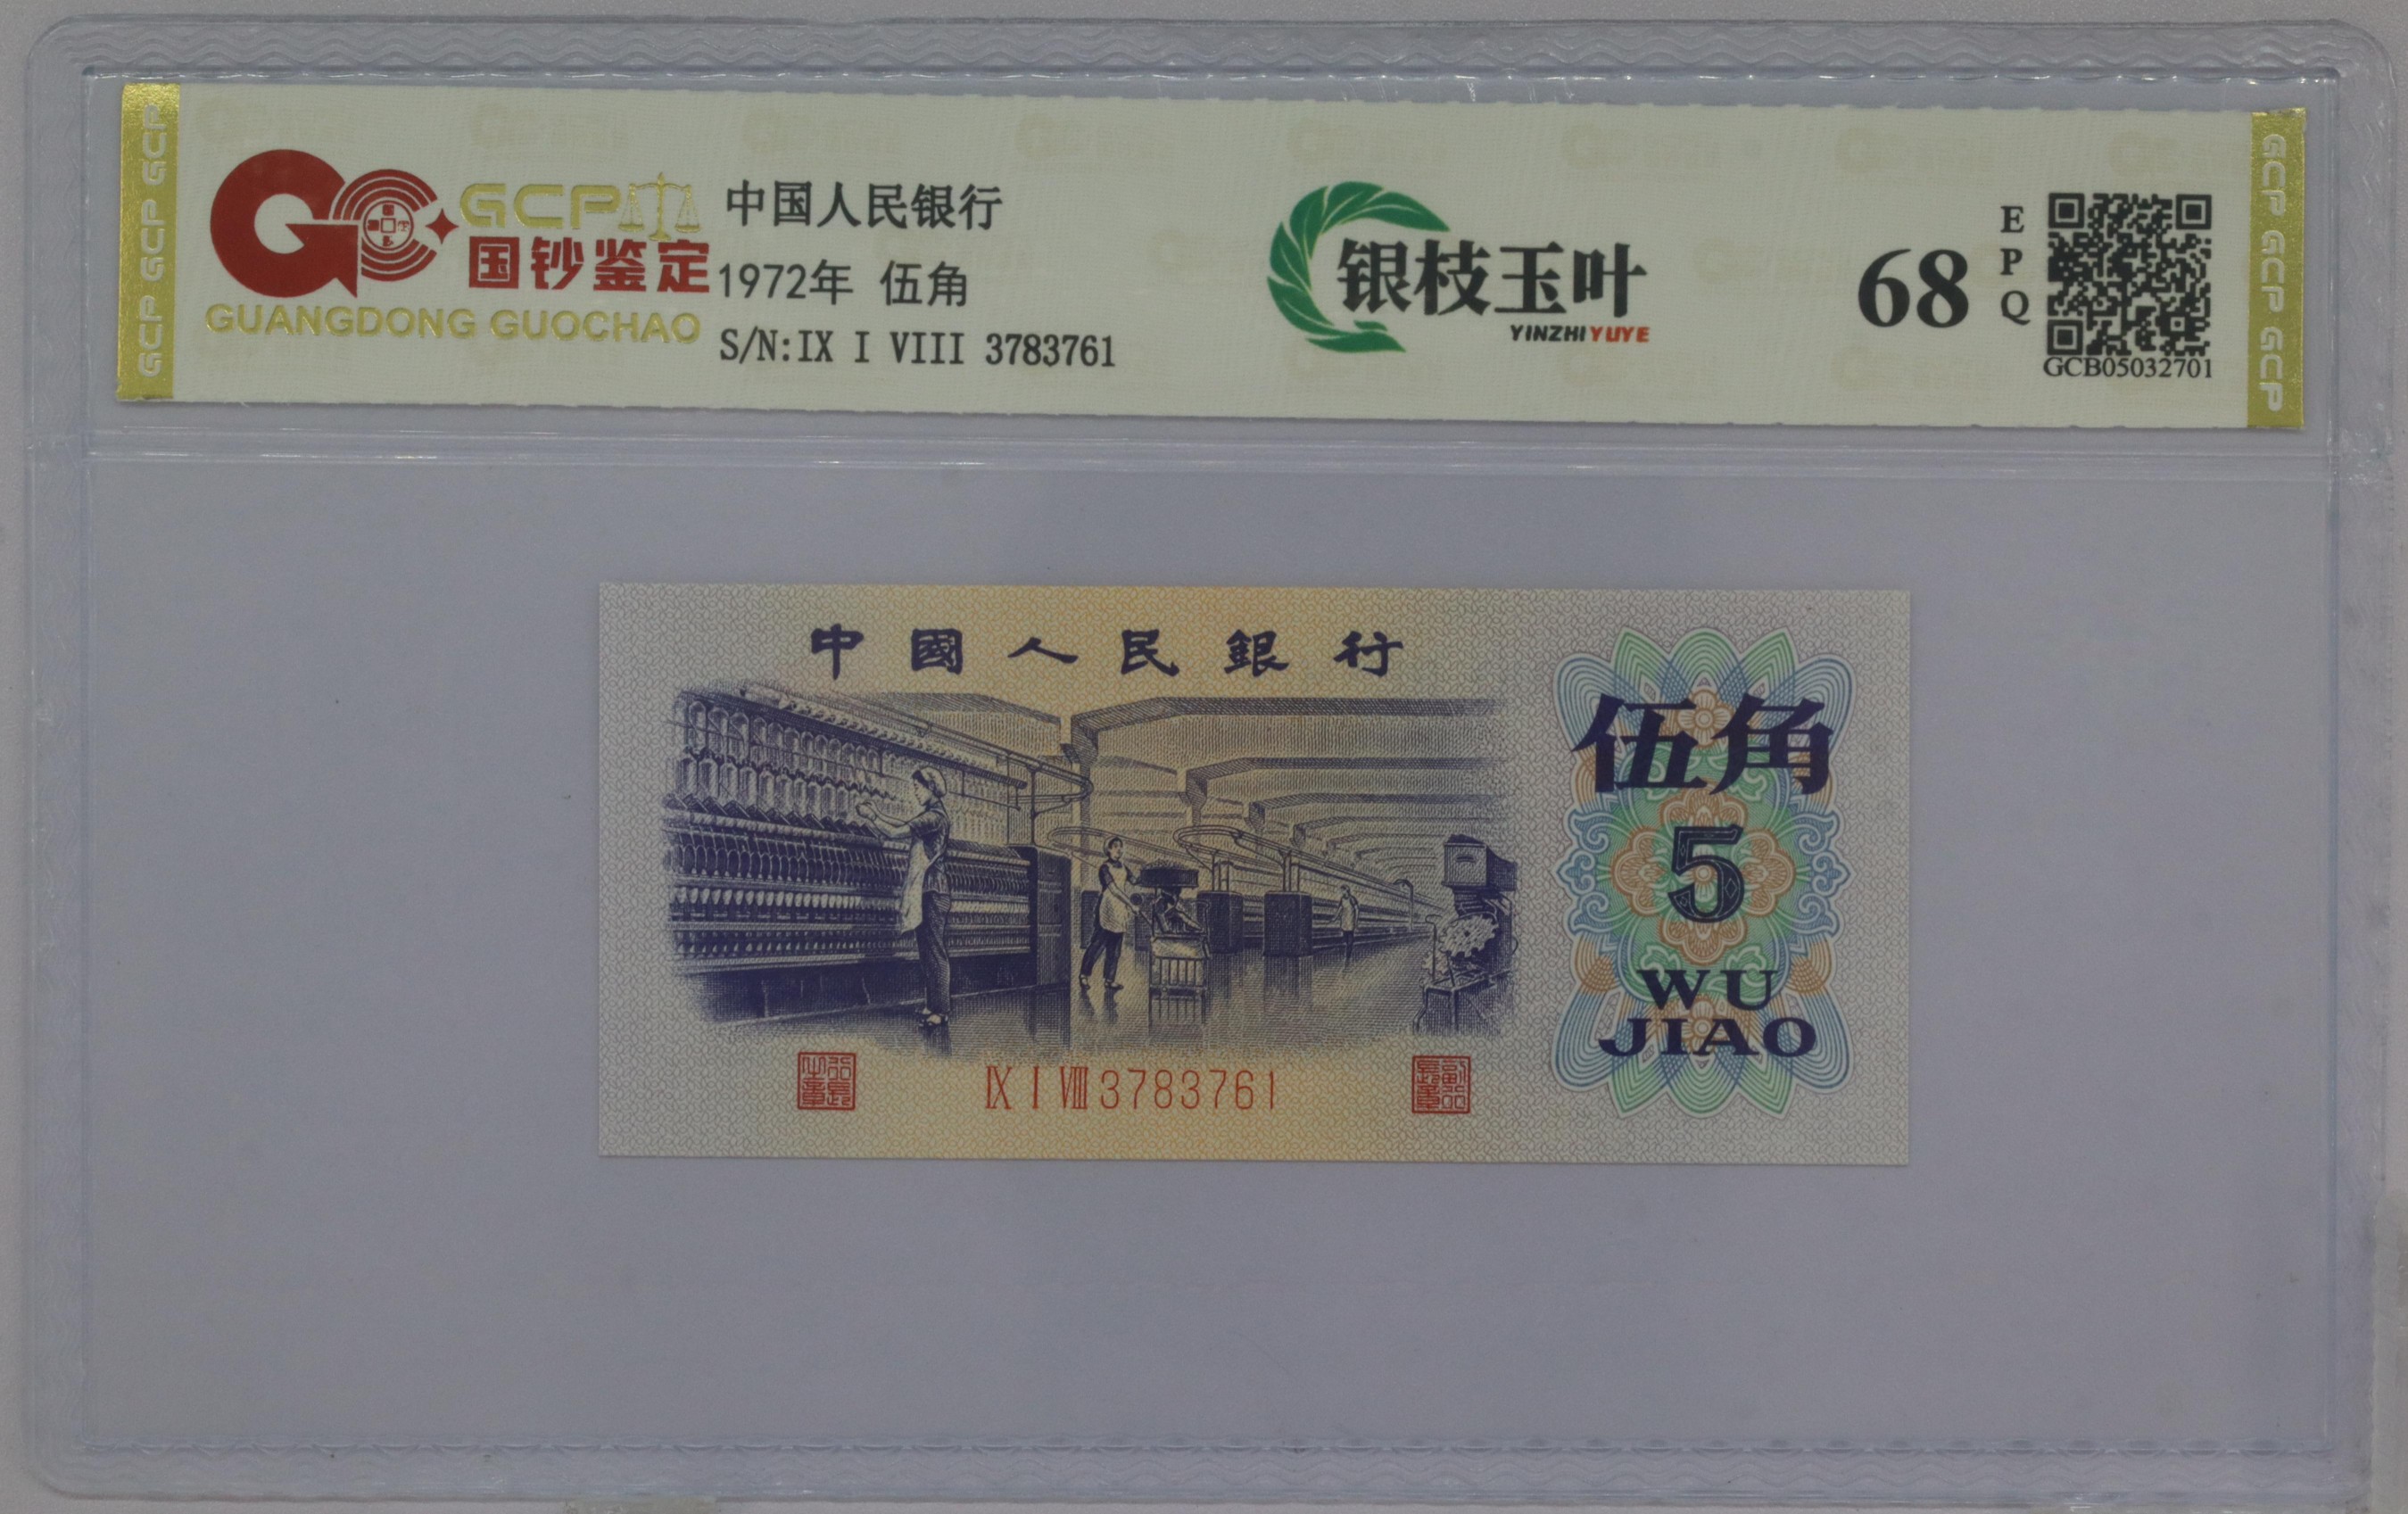 GCP GCP GCP
GCP
国钞鉴定
GUANGDONG GUOCHAO
中国人民银行
1972年 伍角
S/N:IX I VIII 3783761
银枝玉叶
YINZHIYUYE
68
EPQ
GCB05032701
GCP GCP GCP
中國人民銀行
伍角
5
WU
JIAO
IX I VIII 3783761